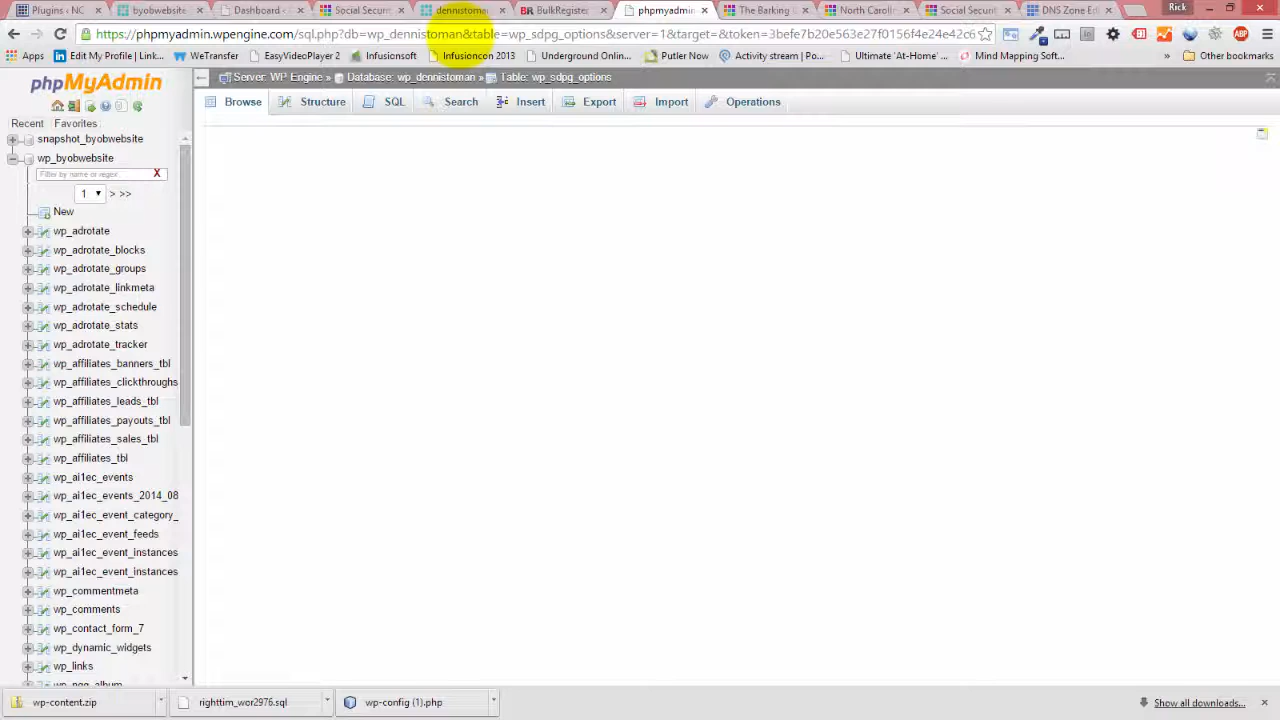 Plugins ‹ NC
byobwebsite
Dashboard ‹
Social Securi
dennistoman
BulkRegister
phpmyadmin
The Barking
North Caroli
Social Securit
DNS Zone Edi
Rick
https://phpmyadmin.wpengine.com/sql.php?db=wp_dennistoman&table=wp_sdpg_options&server=1&target=&token=3befe7b20e563e27f0156f4e24e42c6
Apps
Edit My Profile | Link...
WeTransfer
EasyVideoPlayer 2
Infusionsoft
Infusioncon 2013
Underground Onlin...
Putler Now
Activity stream | Po...
Ultimate 'At-Home'...
Mind Mapping Soft...
»
Other bookmarks
phpMyAdmin
Server: WP Engine » Database: wp_dennistoman » Table: wp_sdpg_options
Browse
Structure
SQL
Search
Insert
Export
Import
Operations
Recent Favorites
snapshot_byobwebsite
wp_byobwebsite
Filter by name or regex X
1 > >>
New
wp_adrotate
wp_adrotate_blocks
wp_adrotate_groups
wp_adrotate_linkmeta
wp_adrotate_schedule
wp_adrotate_stats
wp_adrotate_tracker
wp_affiliates_banners_tbl
wp_affiliates_clickthroughs
wp_affiliates_leads_tbl
wp_affiliates_payouts_tbl
wp_affiliates_sales_tbl
wp_affiliates_tbl
wp_ai1ec_events
wp_ai1ec_events_2014_08
wp_ai1ec_event_category_
wp_ai1ec_event_feeds
wp_ai1ec_event_instances
wp_ai1ec_event_instances
wp_commentmeta
wp_comments
wp_contact_form_7
wp_dynamic_widgets
wp_links
wp_ngg_album
wp-content.zip
righttim_wor2976.sql
wp-config (1).php
Show all downloads...